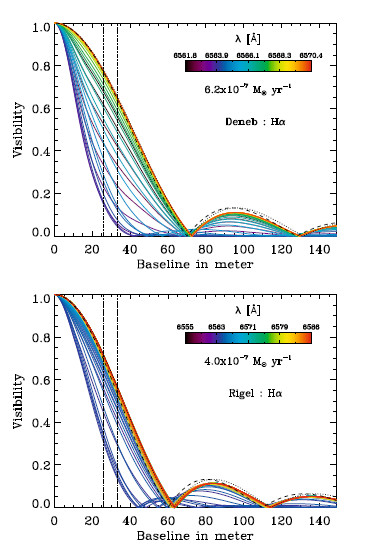 λ [Å]
6561.8 6563.9 6566.1 6568.3 6570.4
6.2x10⁻⁷ M⊙ yr⁻¹
Deneb : Hα
Visibility
1.0
0.8
0.6
0.4
0.2
0.0
0 20 40 60 80 100 120 140
Baseline in meter
λ [Å]
6555 6563 6571 6579 6586
4.0x10⁻⁷ M⊙ yr⁻¹
Rigel : Hα
Visibility
1.0
0.8
0.6
0.4
0.2
0.0
0 20 40 60 80 100 120 140
Baseline in meter